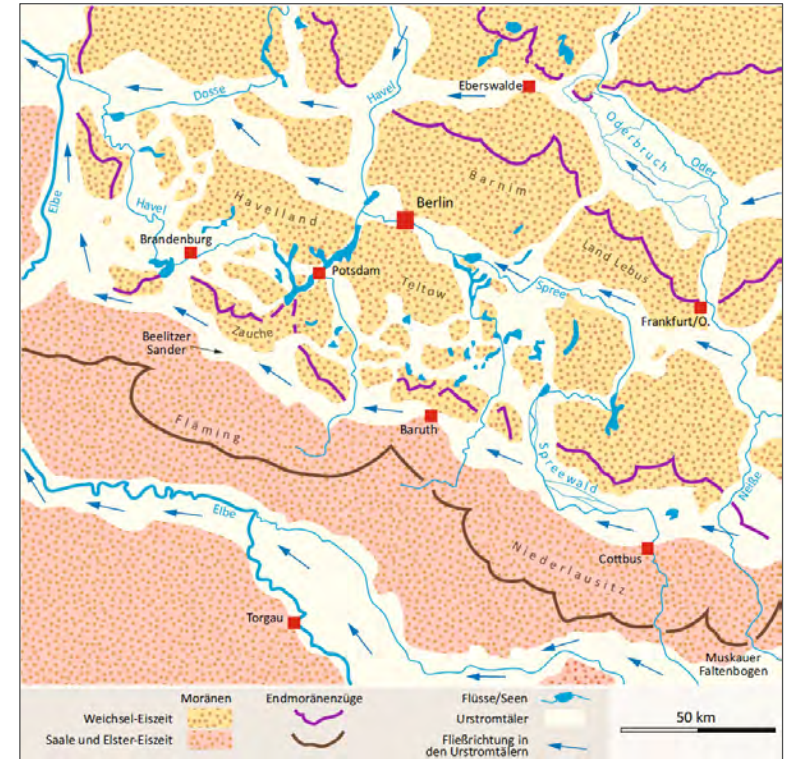 Eberswalde
Dosse
Havel
Oderbruch
Oder
Barnim
Elbe
Havel
Havelland
Berlin
Brandenburg
Potsdam
Teltow
Spree
Land Lebus
Frankfurt/O.
Zauche
Beelitzer
Sander
Baruth
Fläming
Spreewald
Neiße
Elbe
Cottbus
Niederlausitz
Torgau
Muskauer
Faltenbogen
Moränen Endmoränenzüge Flüsse/Seen
Weichsel-Eiszeit Urstromtäler 50 km
Saale und Elster-Eiszeit Fließrichtung in
den Urstromtälern